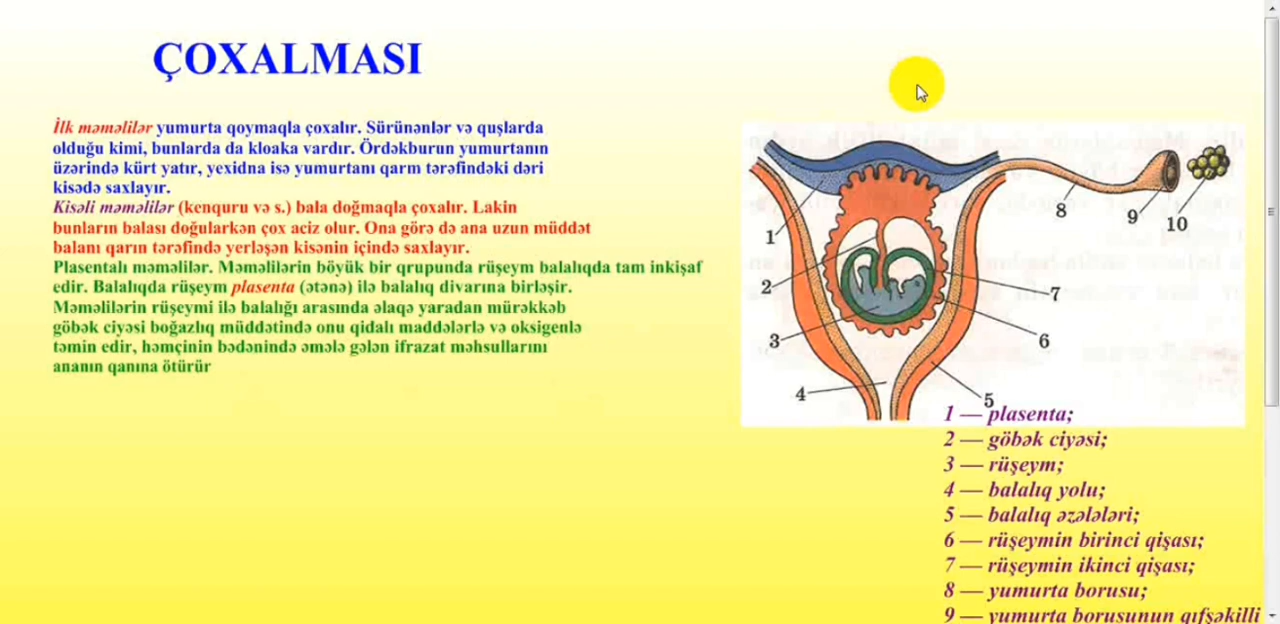 ÇOXALMASI
İlk məməlilər yumurta qoymaqla çoxalır. Sürünənlər və quşlarda
olduğu kimi, bunlarda da kloaka vardır. Ördəkburun yumurtanın
üzərində kürt yatır, yexidna isə yumurtanı qarm tərəfindəki dəri
kisədə saxlayır.
Kisəli məməlilər (kenquru və s.) bala doğmaqla çoxalır. Lakin
bunların balası doğularkən çox aciz olur. Ona görə də ana uzun müddət
balanı qarın tərəfində yerləşən kisənin içində saxlayır.
Plasentalı məməlilər. Məməlilərin böyük bir qrupunda rüşeym balalıqda tam inkişaf
edir. Balalıqda rüşeym plasenta (ətənə) ilə balalıq divarına birləşir.
Məməlilərin rüşeymi ilə balalığı arasında əlaqə yaradan mürəkkəb
göbək ciyəsi boğazlıq müddətində onu qidalı maddələrlə və oksigenlə
təmin edir, həmçinin bədənində əmələ gələn ifrazat məhsullarını
ananın qanına ötürür
1
2
3
4
5
6
7
8
9
10
1 — plasenta;
2 — göbək ciyəsi;
3 — rüşeym;
4 — balalıq yolu;
5 — balalıq əzələləri;
6 — rüşeymin birinci qişası;
7 — rüşeymin ikinci qişası;
8 — yumurta borusu;
9 — yumurta borusunun qıfşəkilli